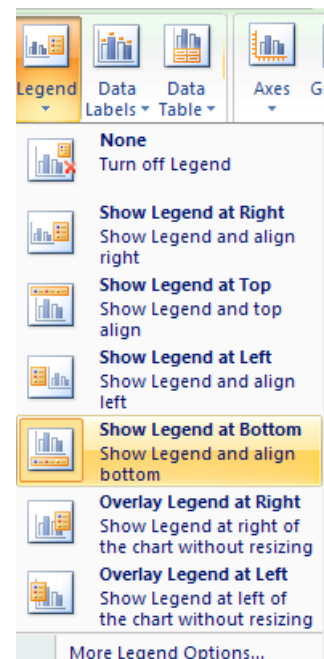 Legend Data Data Axes G
Labels Table
None
Turn off Legend
Show Legend at Right
Show Legend and align
right
Show Legend at Top
Show Legend and top
align
Show Legend at Left
Show Legend and align
left
Show Legend at Bottom
Show Legend and align
bottom
Overlay Legend at Right
Show Legend at right of
the chart without resizing
Overlay Legend at Left
Show Legend at left of
the chart without resizing
More Legend Options...